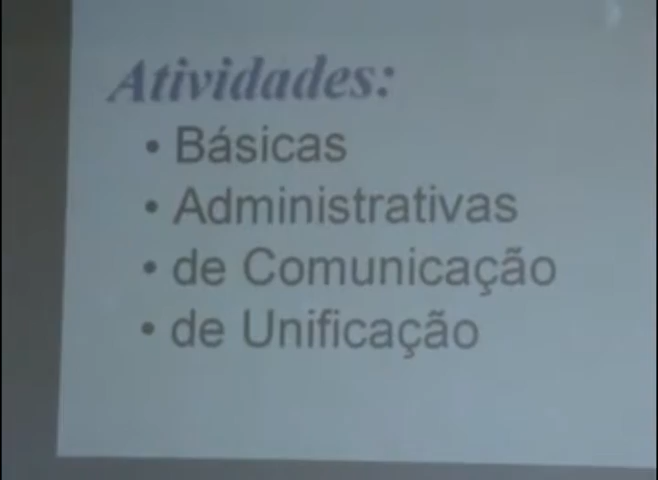 Atividades:
• Básicas
• Administrativas
• de Comunicação
• de Unificação